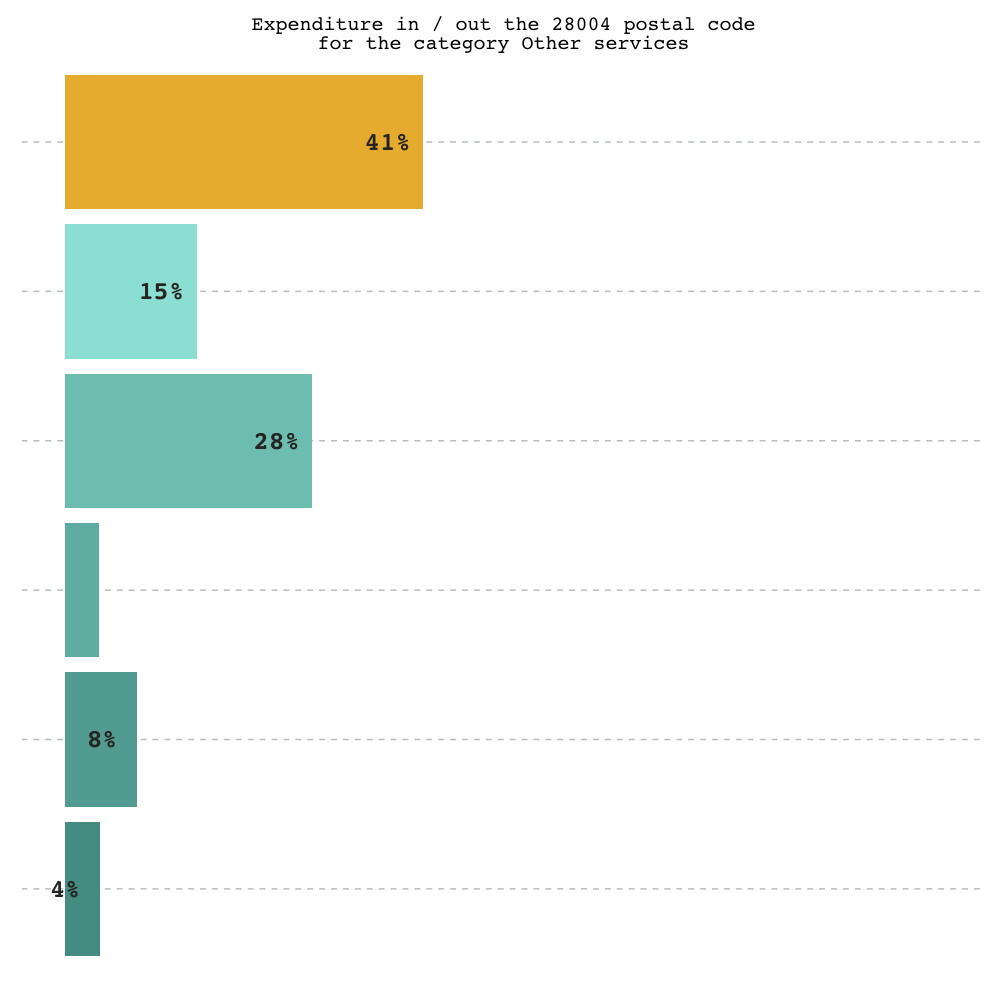 Expenditure in / out the 28004 postal code
for the category Other services
41%
15%
28%
8%
4%